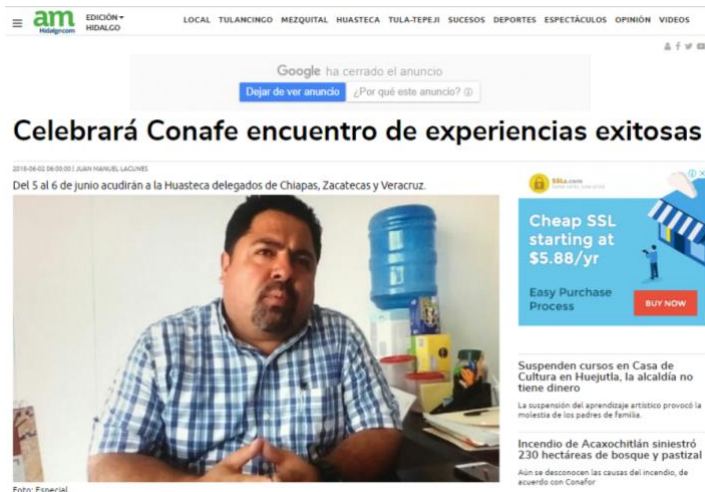 am
Hidalgo.com
EDICIÓN
HIDALGO
LOCAL TULANCINGO MEZQUITAL HUASTECA TULA-TEPEJI SUCESOS DEPORTES ESPECTÁCULOS OPINIÓN VIDEOS
Google ha cerrado el anuncio
Dejar de ver anuncio ¿Por qué este anuncio?
Celebrará Conafe encuentro de experiencias exitosas
2018-06-02 06:00:00 | JUAN MANUEL LAGUNES
Del 5 al 6 de junio acudirán a la Huasteca delegados de Chiapas, Zacatecas y Veracruz.
SSLs.com
Cheap SSL
starting at
$5.88/yr
Easy Purchase
Process
BUY NOW
Suspenden cursos en Casa de
Cultura en Huejutla, la alcaldía no
tiene dinero
La suspensión del aprendizaje artístico provocó la
molestia de los padres de familia.
Incendio de Acaxochitlán siniestró
230 hectáreas de bosque y pastizal
Aún se desconocen las causas del incendio, de
acuerdo con Conafor
Foto: Especial